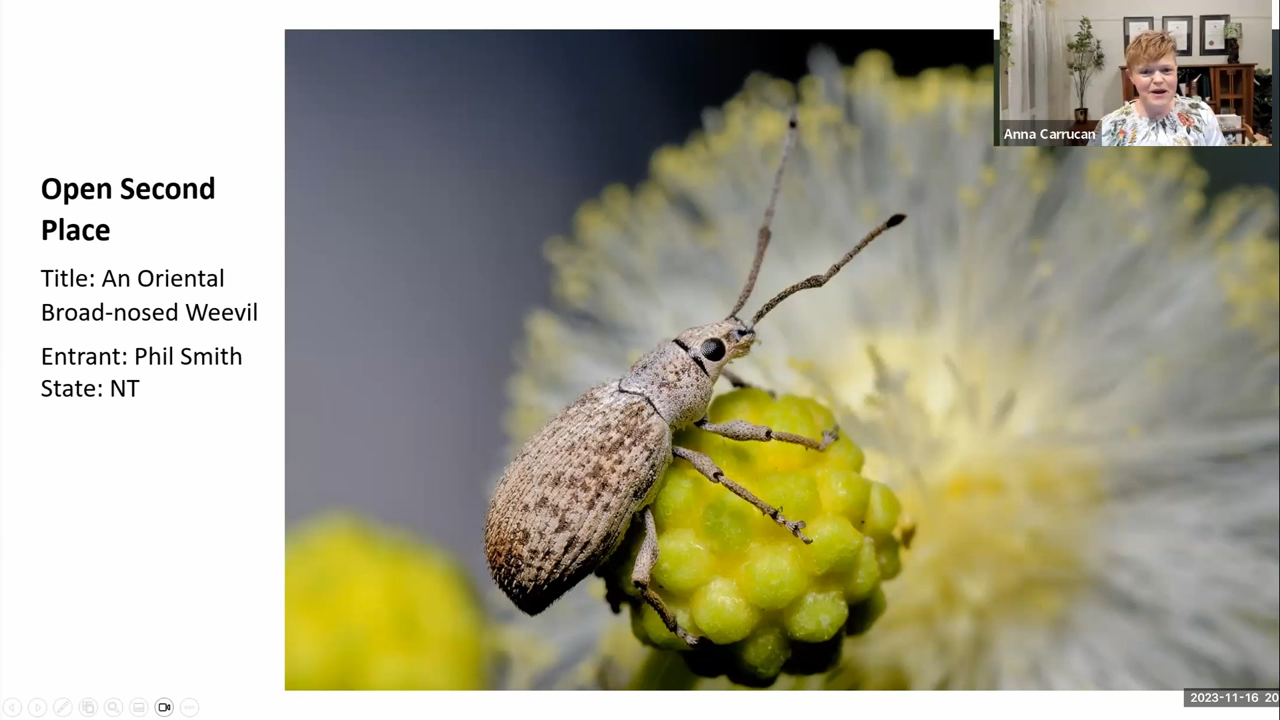 Open Second
Place
Title: An Oriental
Broad-nosed Weevil
Entrant: Phil Smith
State: NT
Anna Carrucan
2023-11-16 20